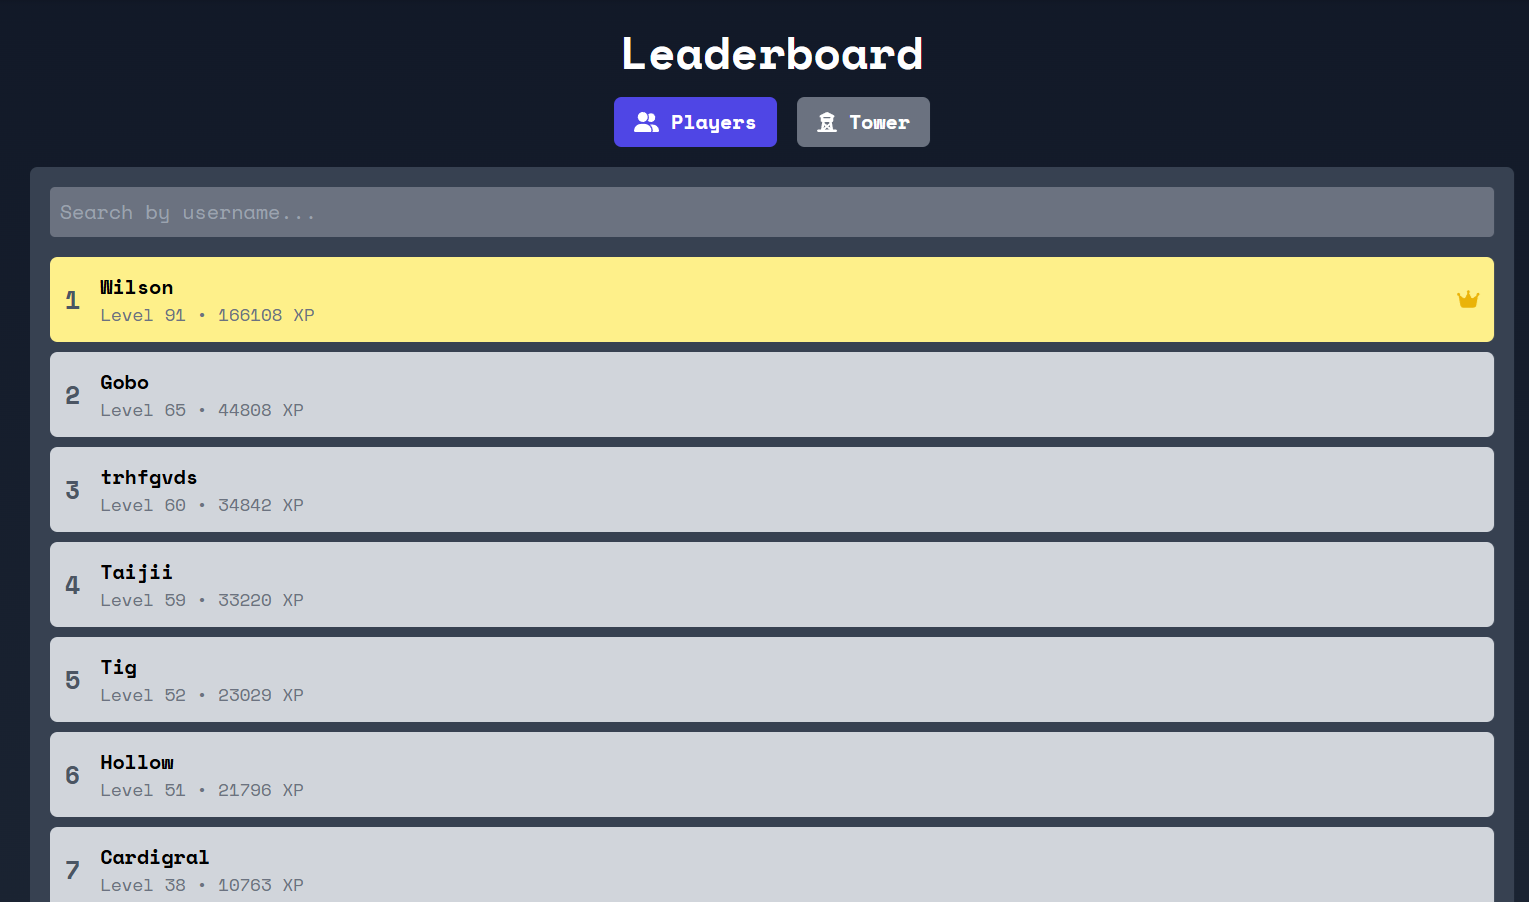 Leaderboard
Players
Tower
Search by username...
1
Wilson
Level 91 • 166108 XP
2
Gobo
Level 65 • 44808 XP
3
trhfgvds
Level 60 • 34842 XP
4
Taijii
Level 59 • 33220 XP
5
Tig
Level 52 • 23029 XP
6
Hollow
Level 51 • 21796 XP
7
Cardigral
Level 38 • 10763 XP